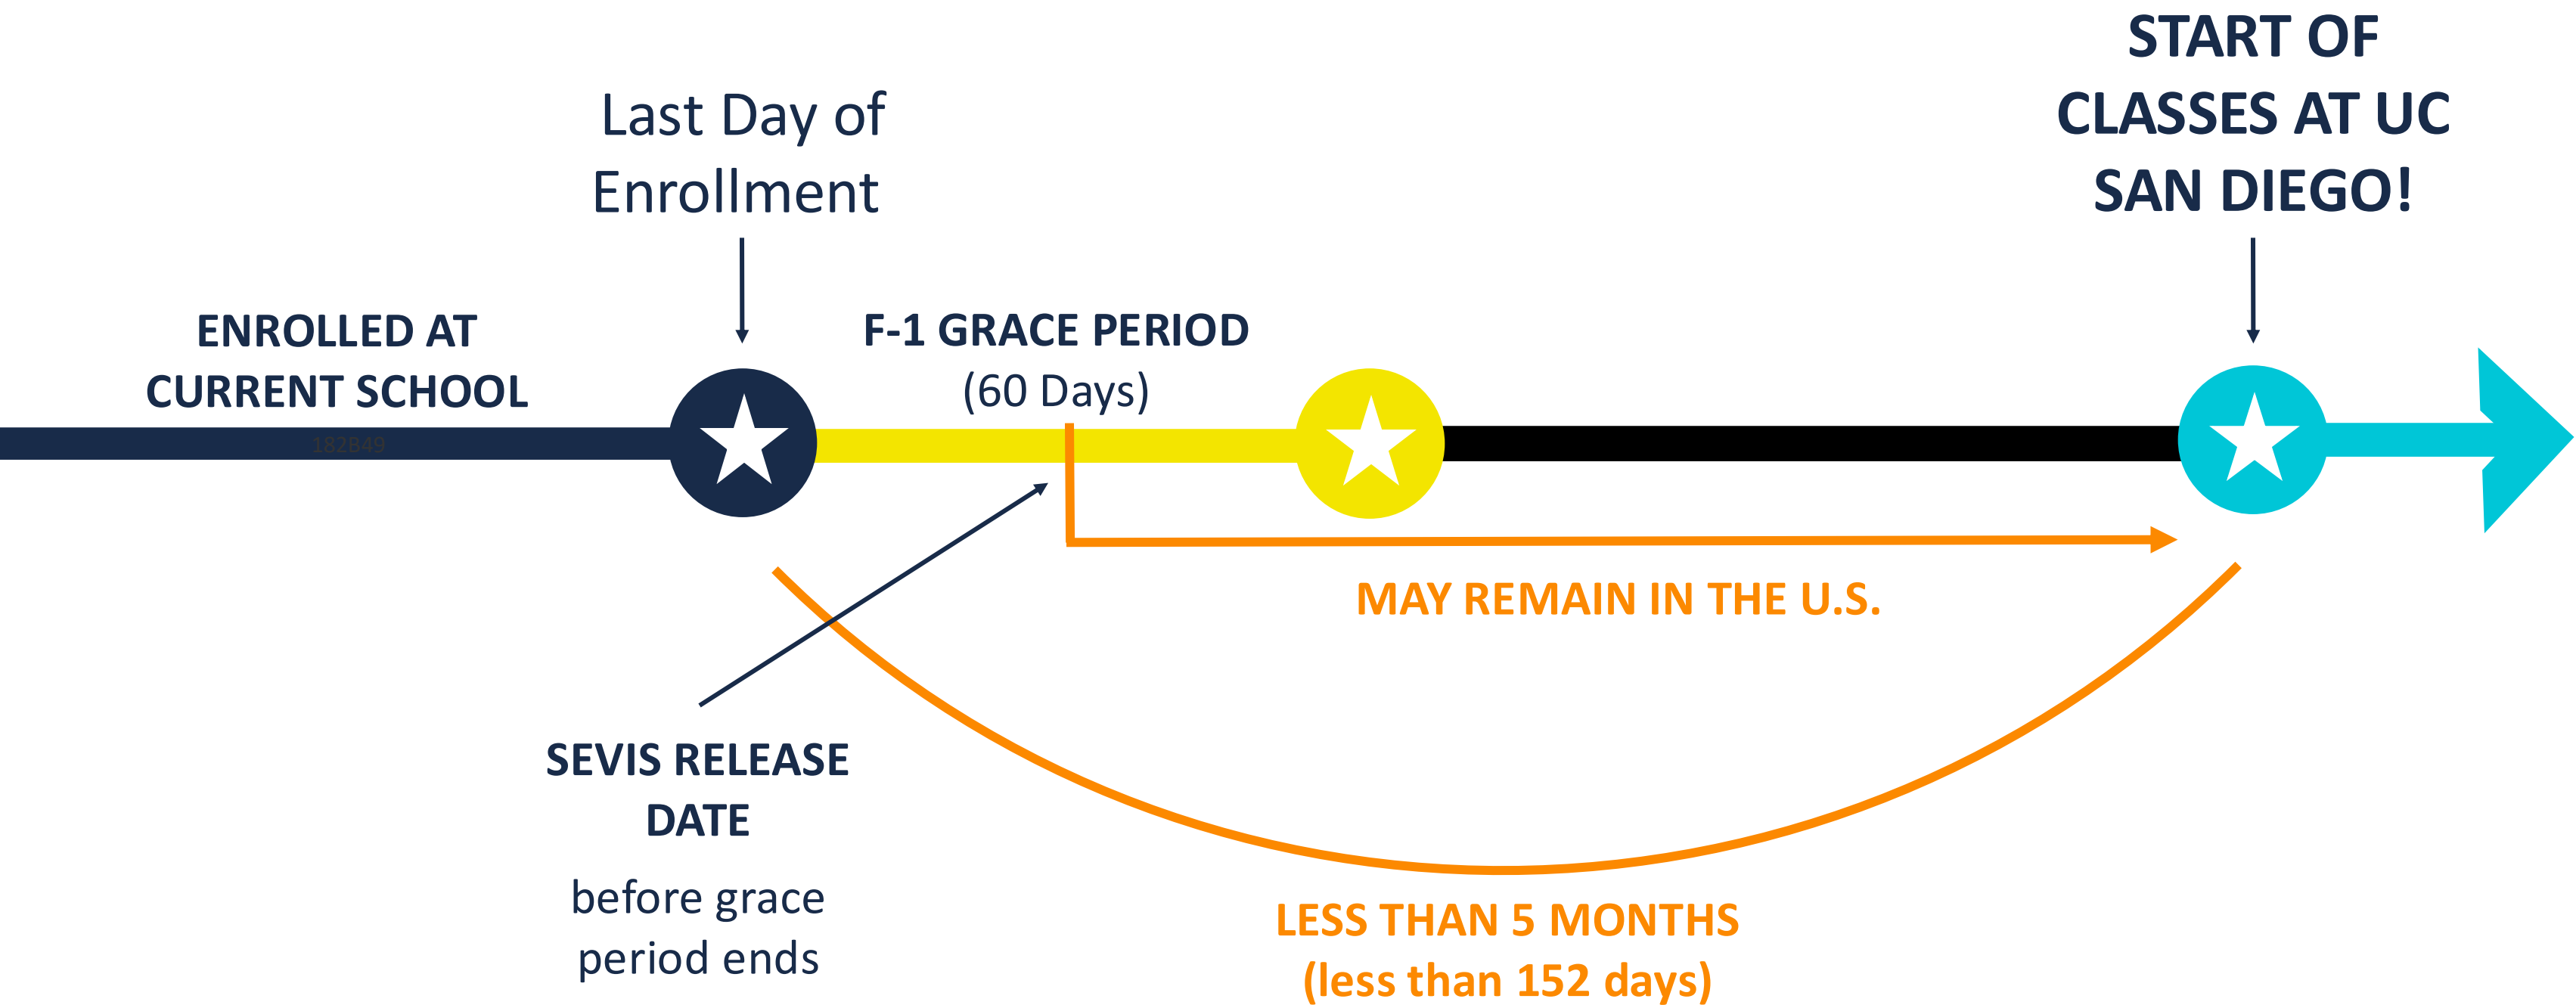 START OF
CLASSES AT UC
SAN DIEGO!
Last Day of
Enrollment
ENROLLED AT
CURRENT SCHOOL
182B49
F-1 GRACE PERIOD
(60 Days)
MAY REMAIN IN THE U.S.
SEVIS RELEASE
DATE
before grace
period ends
LESS THAN 5 MONTHS
(less than 152 days)